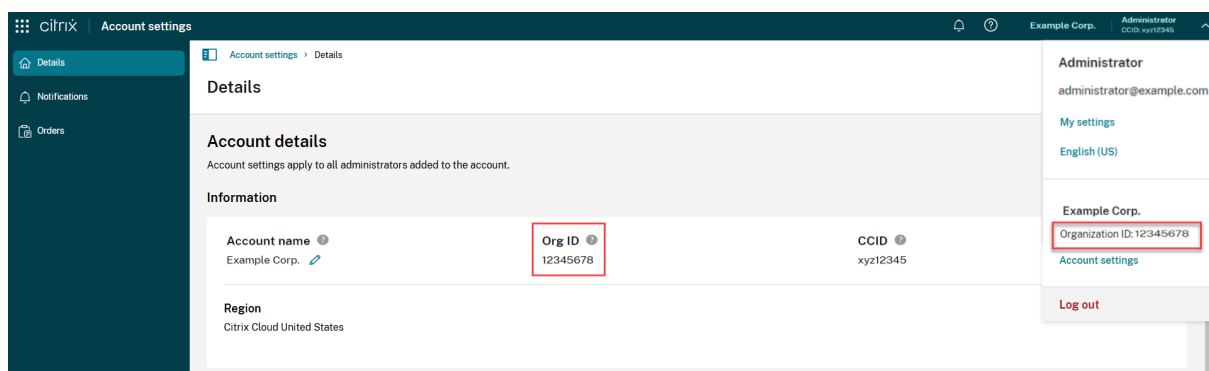 citrix Account settings Example Corp. Administrator
CCID: xyz12345
Details
Notifications
Orders
Account settings > Details
Details
Account details
Account settings apply to all administrators added to the account.
Information
Account name Org ID CCID
Example Corp. 12345678 xyz12345
Region
Citrix Cloud United States
Administrator
administrator@example.com
My settings
English (US)
Example Corp.
Organization ID:12345678
Account settings
Log out